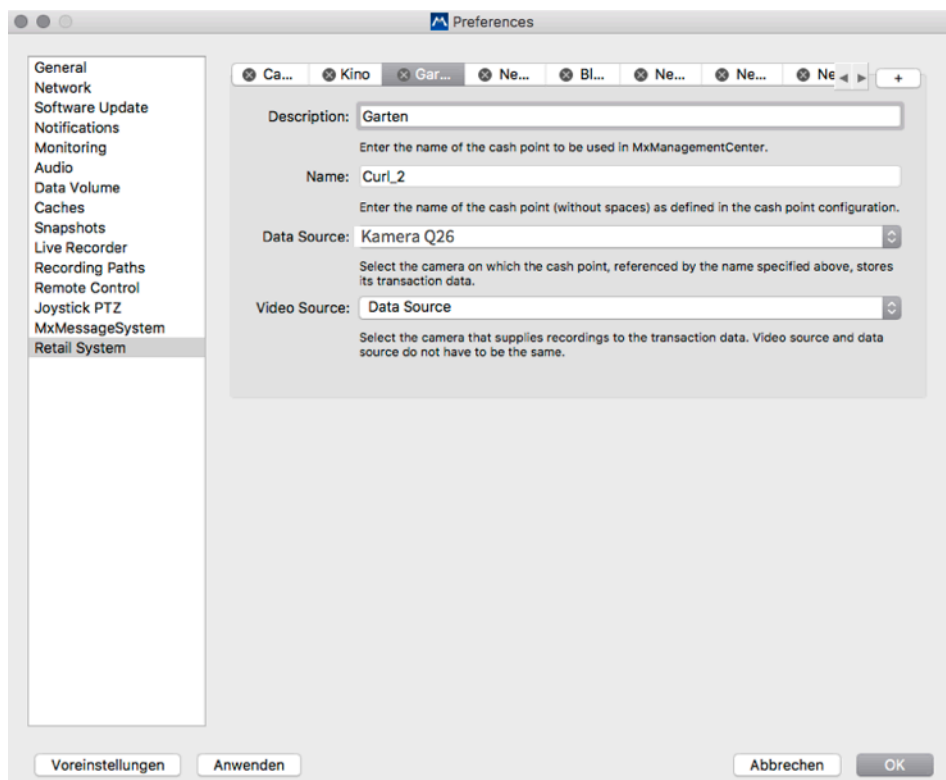 Preferences
General
Network
Software Update
Notifications
Monitoring
Audio
Data Volume
Caches
Snapshots
Live Recorder
Recording Paths
Remote Control
Joystick PTZ
MxMessageSystem
Retail System
Ca... Kino Gar... Ne... Bl... Ne... Ne... Ne +
Description: Garten
Enter the name of the cash point to be used in MxManagementCenter.
Name: Curl_2
Enter the name of the cash point (without spaces) as defined in the cash point configuration.
Data Source: Kamera Q26
Select the camera on which the cash point, referenced by the name specified above, stores
its transaction data.
Video Source: Data Source
Select the camera that supplies recordings to the transaction data. Video source and data
source do not have to be the same.
Voreinstellungen Anwenden Abbrechen OK